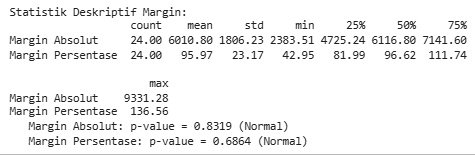 Statistik Deskriptif Margin:
count mean std min 25% 50% 75%
Margin Absolut 24.00 6010.80 1806.23 2383.51 4725.24 6116.80 7141.60
Margin Persentase 24.00 95.97 23.17 42.95 81.99 96.62 111.74
max
Margin Absolut 9331.28
Margin Persentase 136.56
Margin Absolut: p-value = 0.8319 (Normal)
Margin Persentase: p-value = 0.6864 (Normal)